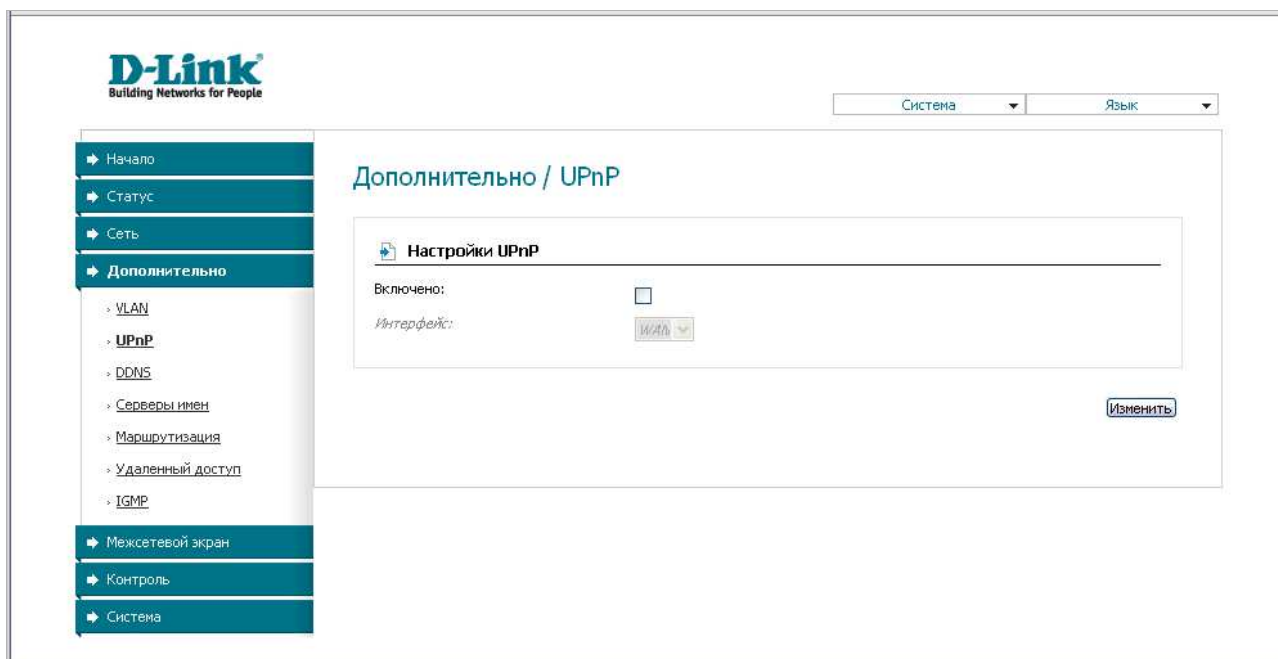 D-Link
Building Networks for People
Система
Язык
Начало
Статус
Сеть
Дополнительно
VLAN
UPnP
DDNS
Серверы имен
Маршрутизация
Удаленный доступ
IGMP
Межсетевой экран
Контроль
Система
Дополнительно / UPnP
Настройки UPnP
Включено:
Интерфейс:
Изменить